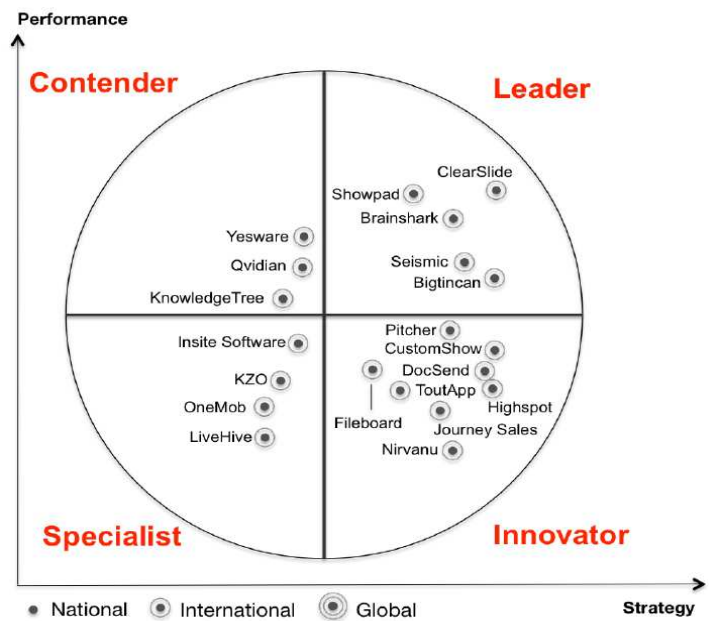 Performance
Contender
Leader
ClearSlide
Showpad
Brainshark
Yesware
Seismic
Qvidian
Bigtincan
KnowledgeTree
Pitcher
Insite Software
CustomShow
DocSend
KZO
ToutApp
OneMob
Highspot
Fileboard
Journey Sales
LiveHive
Nirvanu
Specialist
Innovator
National
International
Global
Strategy